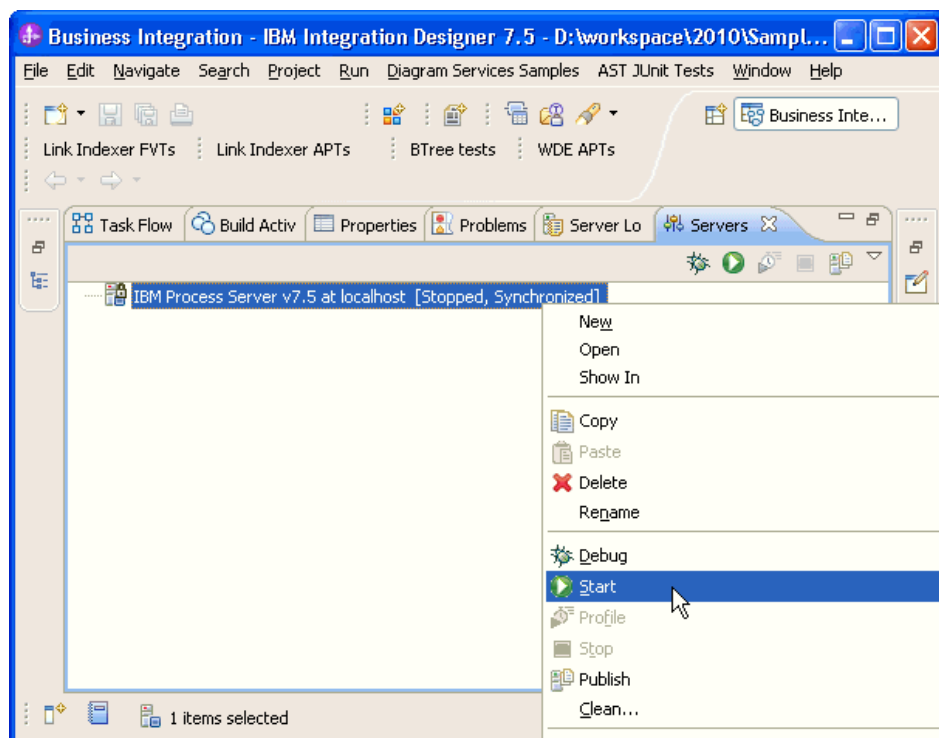 Business Integration - IBM Integration Designer 7.5 - D:\workspace\2010\Sampl...
File Edit Navigate Search Project Run Diagram Services Samples AST JUnit Tests Window Help
Business Inte...
Link Indexer FVTs Link Indexer APTs BTree tests WDE APTs
Task Flow Build Activ Properties Problems Server Lo Servers
IBM Process Server v7.5 at localhost [Stopped, Synchronized]
New
Open
Show In
Copy
Paste
Delete
Rename
Debug
Start
Profile
Stop
Publish
Clean...
1 items selected